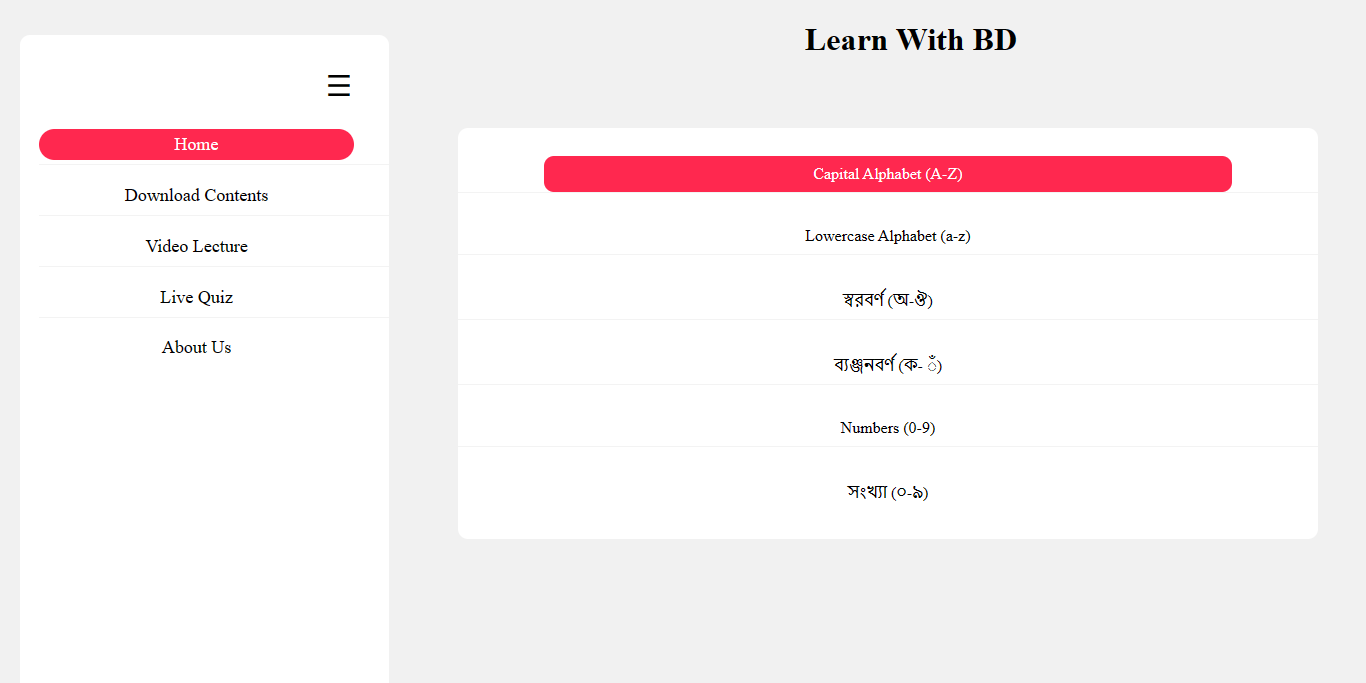 Learn With BD
☰
Home
Download Contents
Video Lecture
Live Quiz
About Us
Capital Alphabet (A-Z)
Lowercase Alphabet (a-z)
স্বরবর্ণ (অ-ঔ)
ব্যঞ্জনবর্ণ (ক- ঁ)
Numbers (0-9)
সংখ্যা (০-৯)